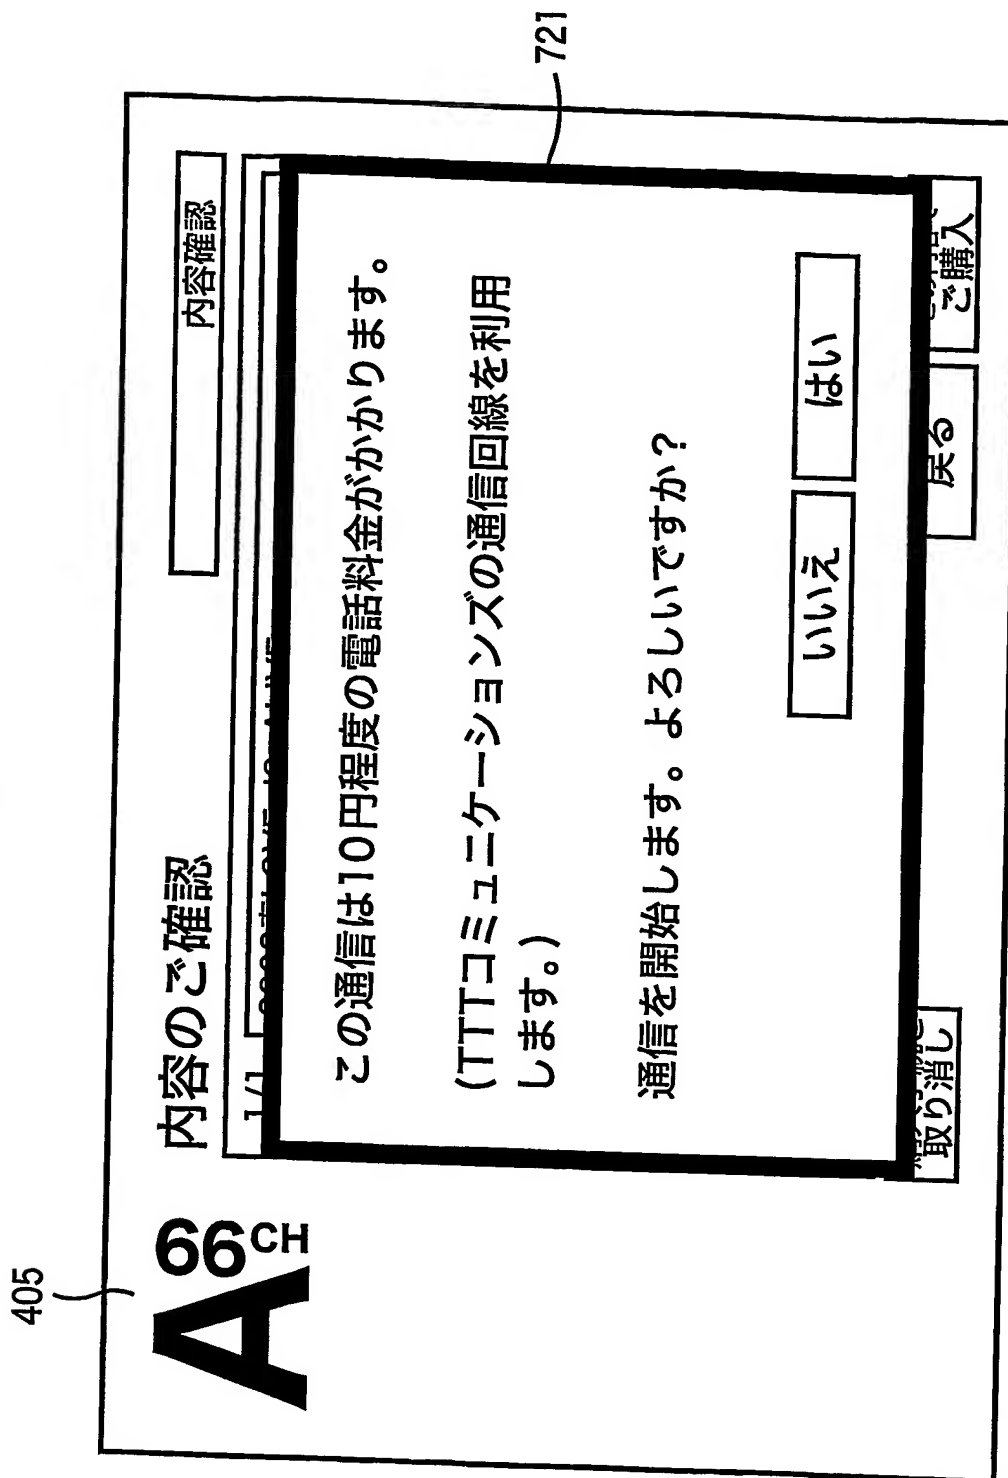 405
A 66CH
内容のご確認
内容確認
1/1
721
この通信は10円程度の電話料金がかかります。
(TTTコミュニケーションズの通信回線を利用
します。)
通信を開始します。よろしいですか?
いいえ
はい
取り消し
戻る
ご購入